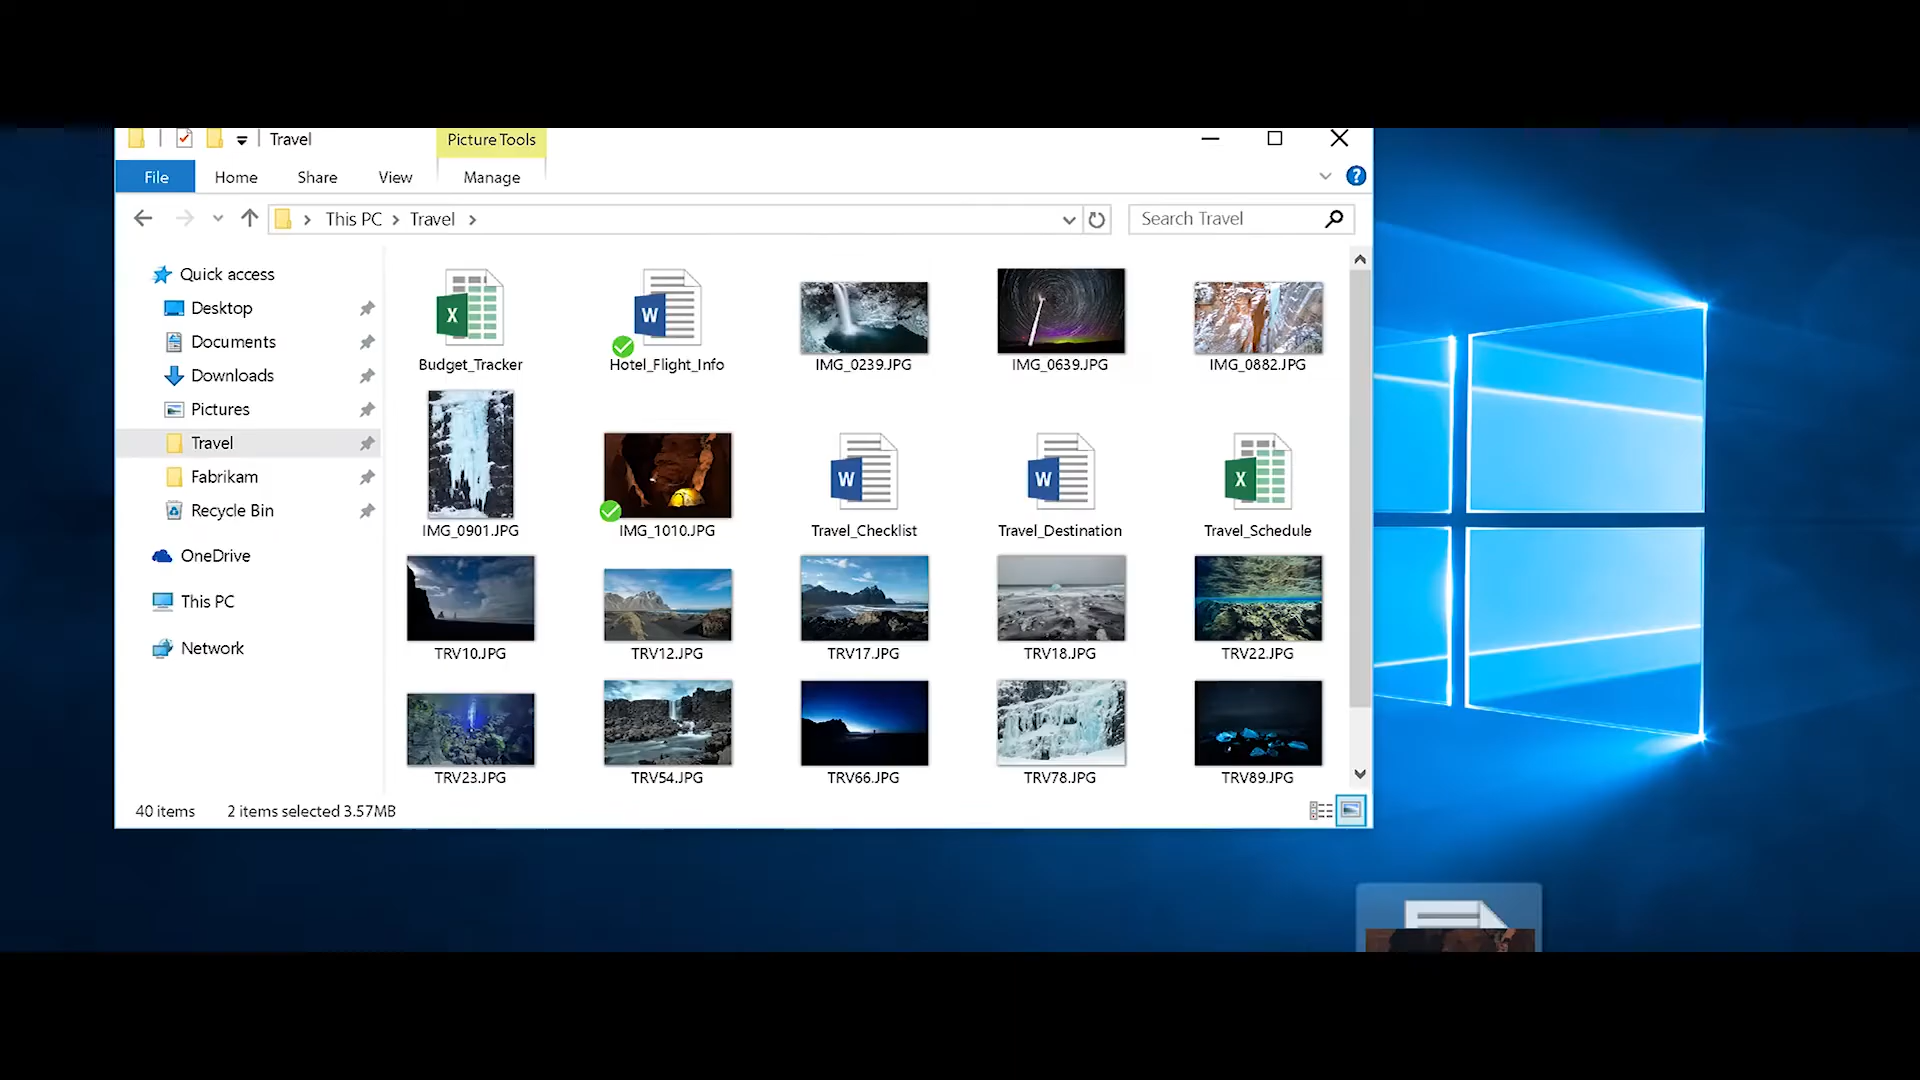 Travel
Picture Tools
File
Home
Share
View
Manage
?
This PC
Travel
Search Travel
Quick access
Desktop
Documents
Downloads
Pictures
Travel
Fabrikam
Recycle Bin
OneDrive
This PC
Network
X
Budget_Tracker
W
Hotel_Flight_Info
IMG_0239.JPG
IMG_0639.JPG
IMG_0882.JPG
IMG_0901.JPG
IMG_1010.JPG
W
Travel_Checklist
W
Travel_Destination
X
Travel_Schedule
TRV10.JPG
TRV12.JPG
TRV17.JPG
TRV18.JPG
TRV22.JPG
TRV23.JPG
TRV54.JPG
TRV66.JPG
TRV78.JPG
TRV89.JPG
40 items
2 items selected 3.57MB